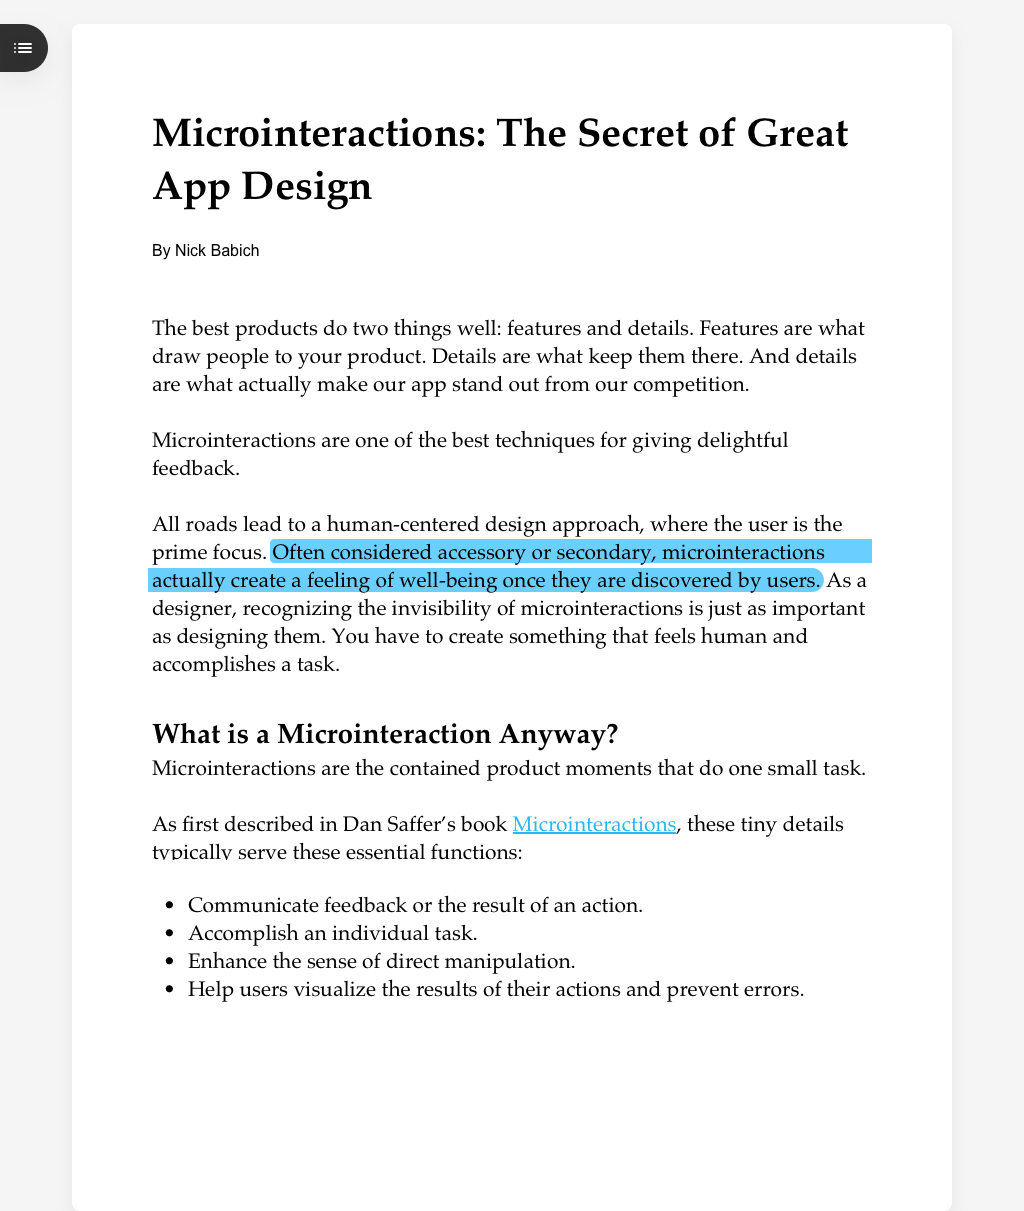 Microinteractions: The Secret of Great
App Design
By Nick Babich
The best products do two things well: features and details. Features are what
draw people to your product. Details are what keep them there. And details
are what actually make our app stand out from our competition.
Microinteractions are one of the best techniques for giving delightful
feedback.
All roads lead to a human-centered design approach, where the user is the
prime focus. Often considered accessory or secondary, microinteractions
actually create a feeling of well-being once they are discovered by users. As a
designer, recognizing the invisibility of microinteractions is just as important
as designing them. You have to create something that feels human and
accomplishes a task.
What is a Microinteraction Anyway?
Microinteractions are the contained product moments that do one small task.
As first described in Dan Saffer’s book Microinteractions, these tiny details
typically serve these essential functions:
• Communicate feedback or the result of an action.
• Accomplish an individual task.
• Enhance the sense of direct manipulation.
• Help users visualize the results of their actions and prevent errors.